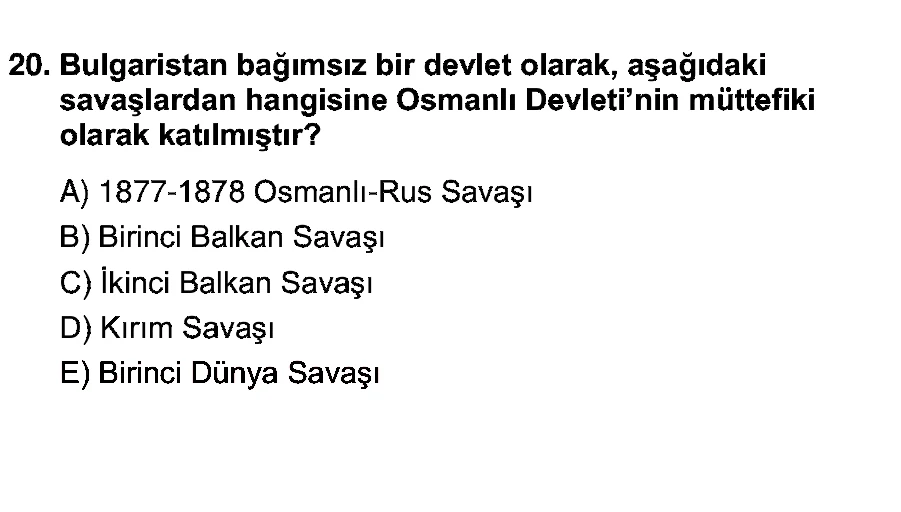 20. Bulgaristan bağımsız bir devlet olarak, aşağıdaki
savaşlardan hangisine Osmanlı Devleti’nin müttefiki
olarak katılmıştır?
A) 1877-1878 Osmanlı-Rus Savaşı
B) Birinci Balkan Savaşı
C) İkinci Balkan Savaşı
D) Kırım Savaşı
E) Birinci Dünya Savaşı